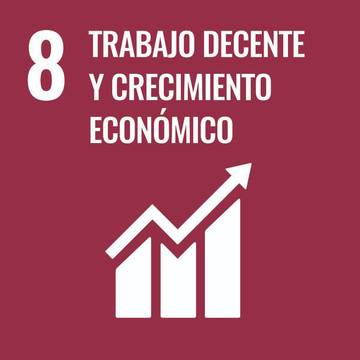 8 TRABAJO DECENTE
Y CRECIMIENTO
ECONÓMICO